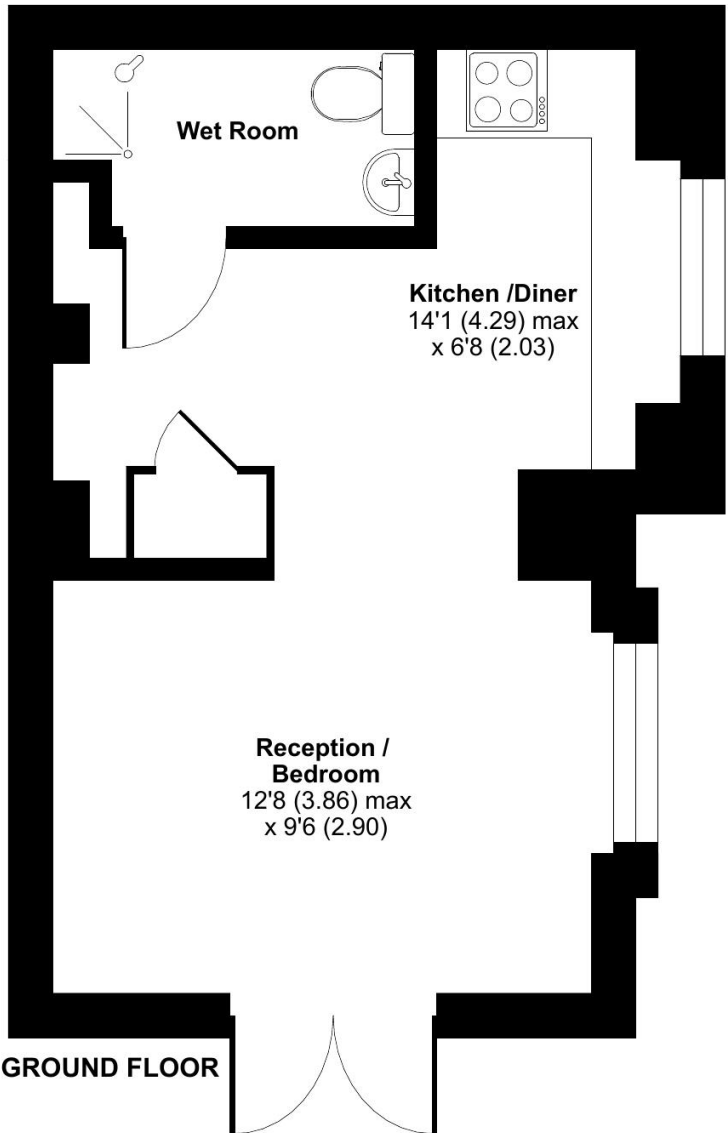 Wet Room
Kitchen /Diner
14'1 (4.29) max
x 6'8 (2.03)
Reception /
Bedroom
12'8 (3.86) max
x 9'6 (2.90)
GROUND FLOOR